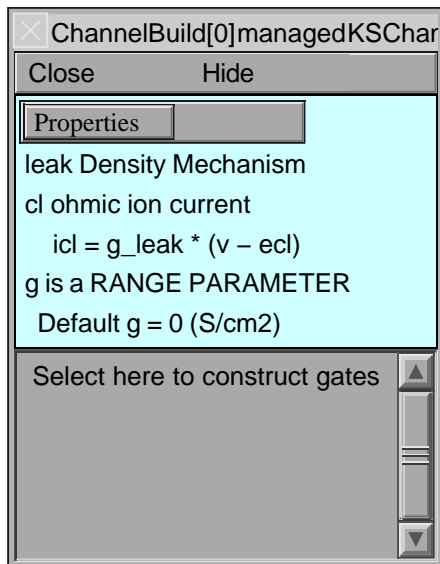 ChannelBuild[0]managedKSChar
Close Hide
Properties
leak Density Mechanism
cl ohmic ion current
icl = g_leak * (v − ecl)
g is a RANGE PARAMETER
Default g = 0 (S/cm2)
Select here to construct gates